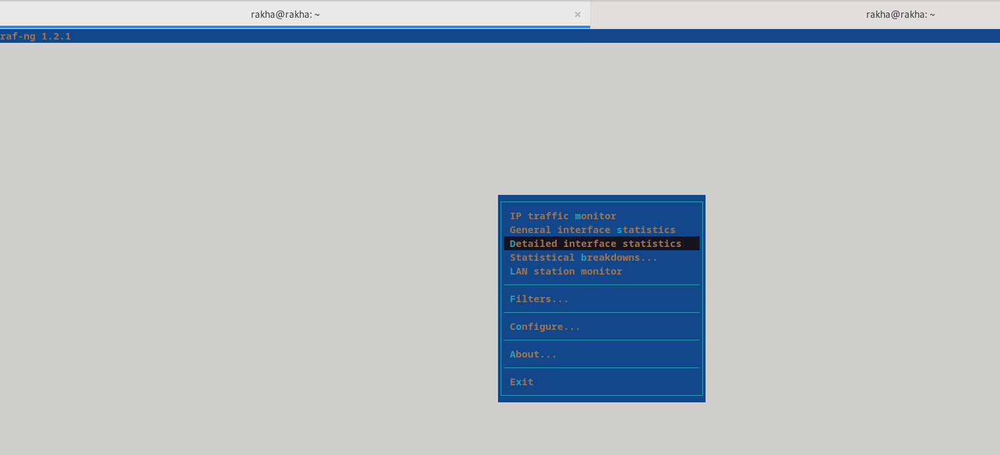 rakha@rakha: ~ × rakha@rakha: ~
raf-ng 1.2.1
IP traffic monitor
General interface statistics
Detailed interface statistics
Statistical breakdowns...
LAN station monitor
Filters...
Configure...
About...
Exit